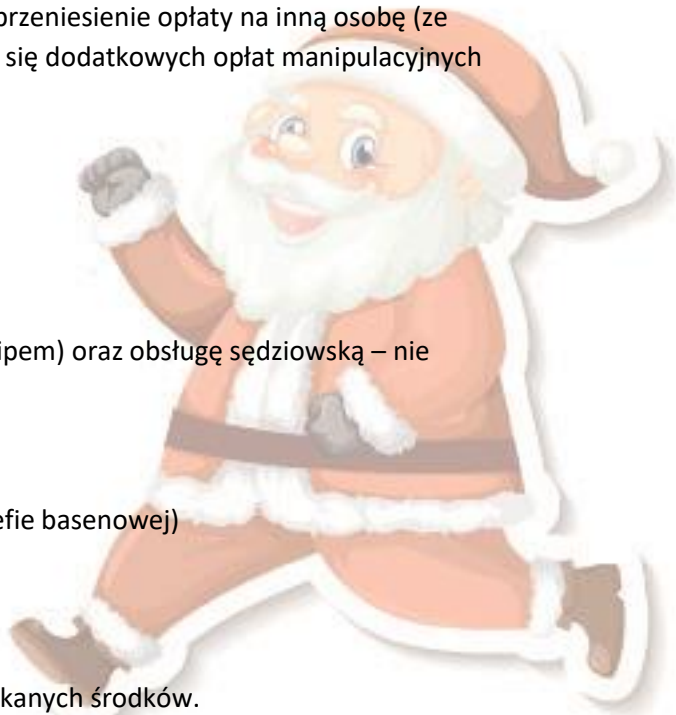 przeniesienie opłaty na inną osobę (ze
się dodatkowych opłat manipulacyjnych
ipem) oraz obsługę sędziowską – nie
efie basenowej)
kanych środków.